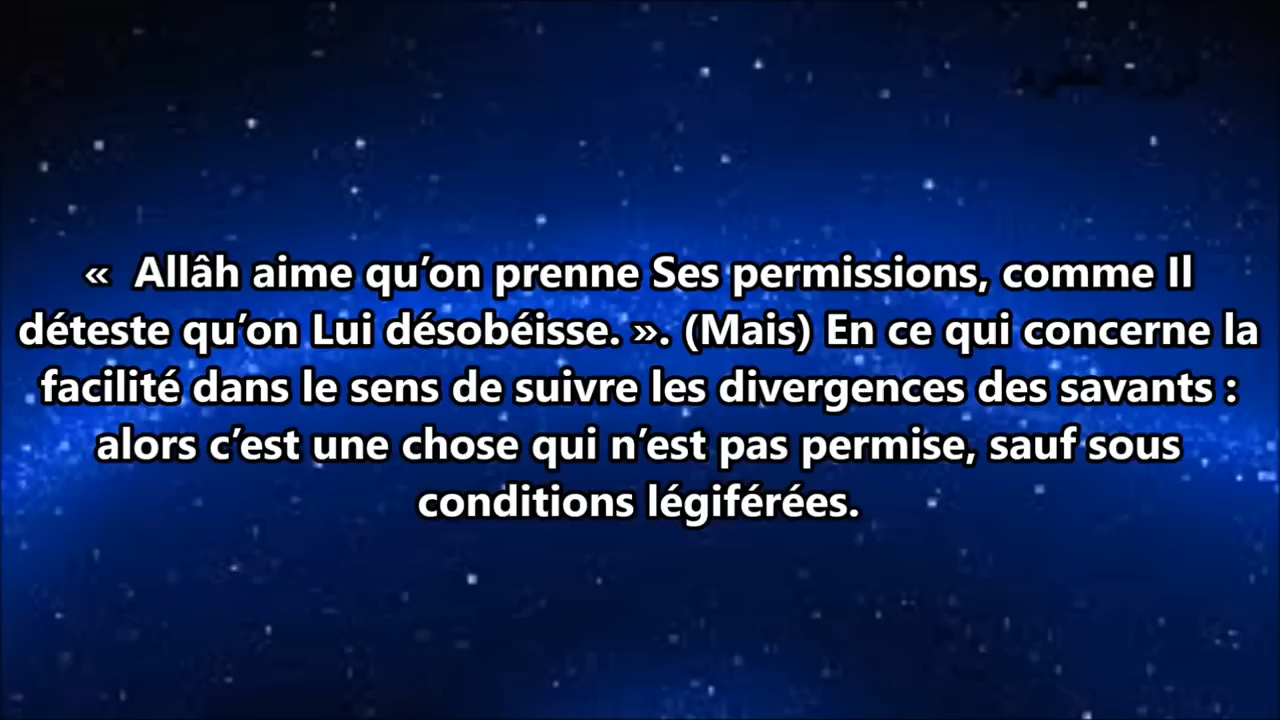 «  Allâh aime qu’on prenne Ses permissions, comme Il
déteste qu’on Lui désobéisse. ». (Mais) En ce qui concerne la
facilité dans le sens de suivre les divergences des savants :
alors c’est une chose qui n’est pas permise, sauf sous
conditions légiférées.